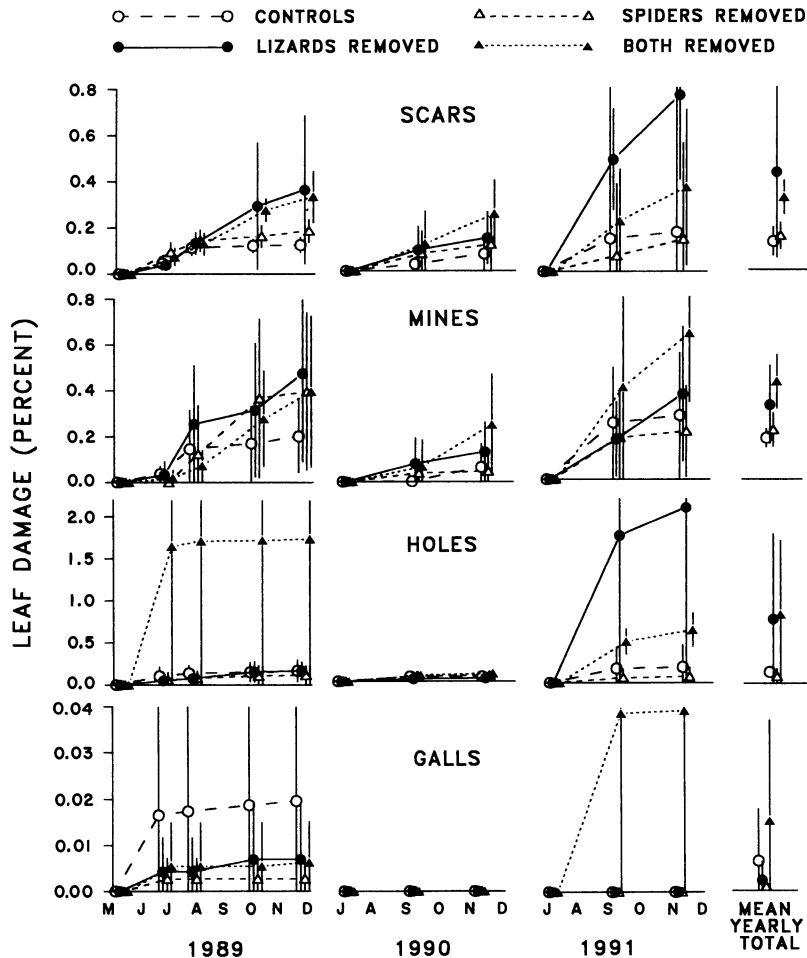 CONTROLS
SPIDERS REMOVED
LIZARDS REMOVED
BOTH REMOVED
LEAF DAMAGE (PERCENT)
SCARS
0.8
0.6
0.4
0.2
0.0
MINES
0.8
0.6
0.4
0.2
0.0
HOLES
2.0
1.5
1.0
0.5
0.0
GALLS
0.04
0.03
0.02
0.01
0.00
M J J A S O N D
J A S O N D
J A S O N D
1989
1990
1991
MEAN
YEARLY
TOTAL